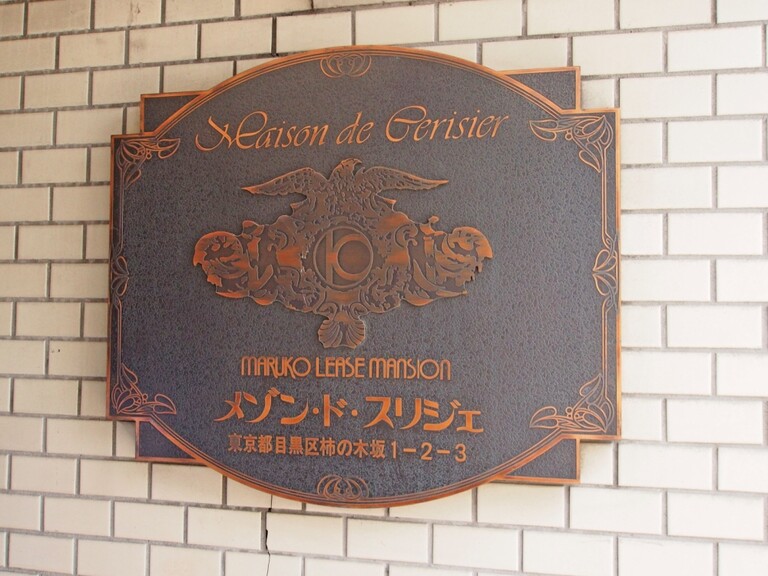 Maison de Cerisier
MARUKO LEASE MANSION
メゾン・ド・スリジェ
東京都目黒区柿の木坂1-2-3